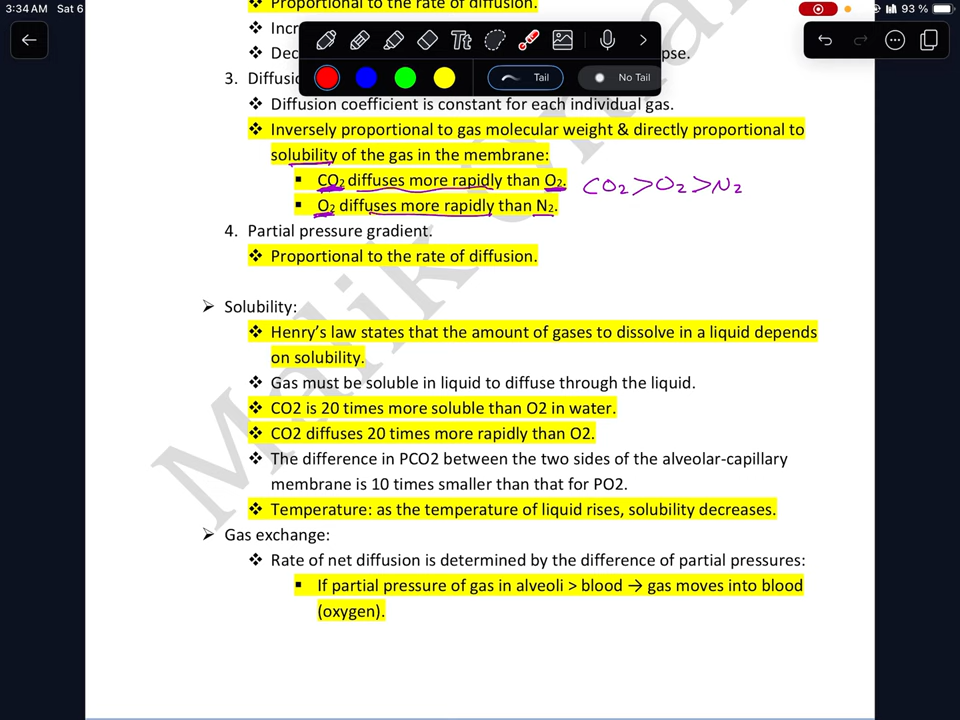 3:34 AM Sat 6
93 %
Proportional to the rate of diffusion.
Incr
Dec
pse.
Tt
Tail
No Tail
3. Diffusio
❖ Diffusion coefficient is constant for each individual gas.
❖ Inversely proportional to gas molecular weight & directly proportional to
solubility of the gas in the membrane:
▪ CO2 diffuses more rapidly than O2.
CO2 > O2 > N2
▪ O2 diffuses more rapidly than N2.
4. Partial pressure gradient.
❖ Proportional to the rate of diffusion.
➢ Solubility:
❖ Henry's law states that the amount of gases to dissolve in a liquid depends
on solubility.
❖ Gas must be soluble in liquid to diffuse through the liquid.
❖ CO2 is 20 times more soluble than O2 in water.
❖ CO2 diffuses 20 times more rapidly than O2.
❖ The difference in PCO2 between the two sides of the alveolar-capillary
membrane is 10 times smaller than that for PO2.
❖ Temperature: as the temperature of liquid rises, solubility decreases.
➢ Gas exchange:
❖ Rate of net diffusion is determined by the difference of partial pressures:
▪ If partial pressure of gas in alveoli > blood → gas moves into blood
(oxygen).